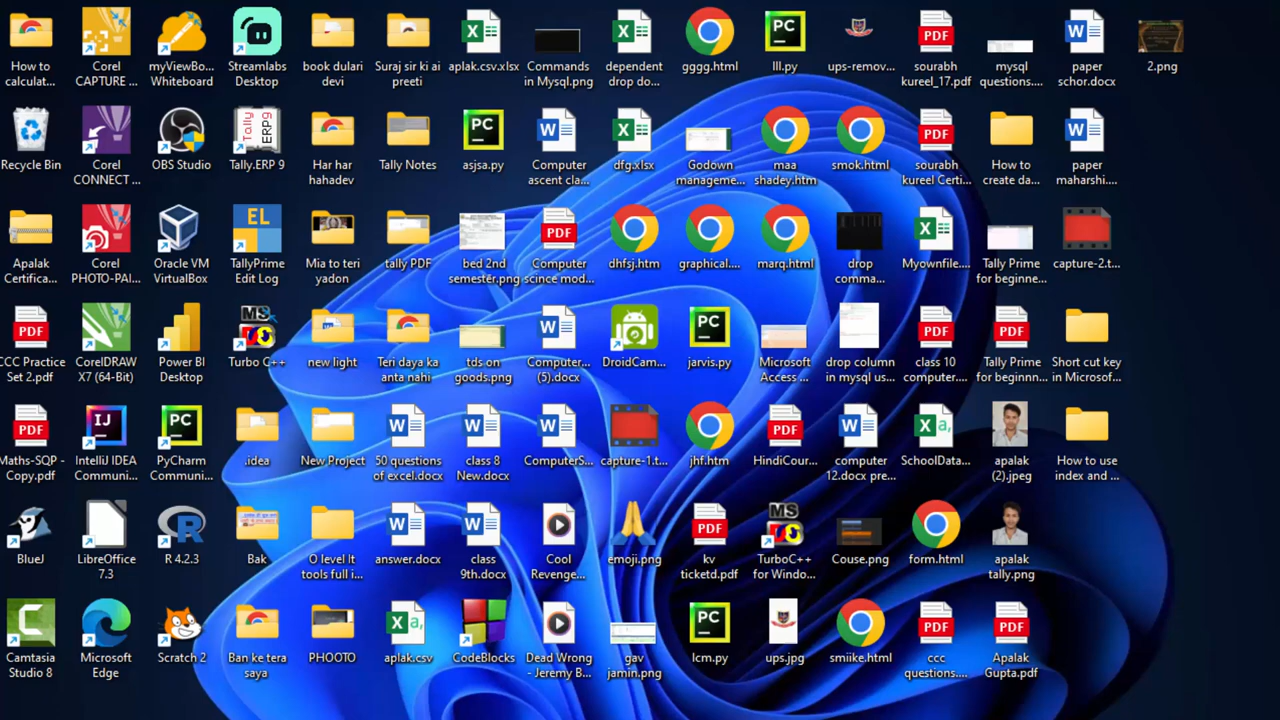 How to
calculat...
Corel
CAPTURE ...
myViewBo...
Whiteboard
Streamlabs
Desktop
book dulari
devi
Suraj sir ki ai
preeti
aplak.csv.xlsx
Commands
in Mysql.png
dependent
drop do...
gggg.html
lll.py
ups-remov...
sourabh
kureel_17.pdf
mysql
questions....
paper
schor.docx
2.png
Recycle Bin
Corel
CONNECT ...
OBS Studio
Tally.ERP 9
Har har
hahadev
Tally Notes
asjsa.py
Computer
ascent cla...
dfg.xlsx
Godown
manageme...
maa
shadey.htm
smok.html
sourabh
kureel Certi...
How to
create da...
paper
maharshi....
Apalak
Certifica...
Corel
PHOTO-PAI...
Oracle VM
VirtualBox
TallyPrime
Edit Log
Mia to teri
yadon
tally PDF
bed 2nd
semester.png
Computer
scince mod...
dhfsj.htm
graphical....
marq.html
drop
comma...
Myownfile....
Tally Prime
for beginne...
capture-2.t...
CCC Practice
Set 2.pdf
CorelDRAW
X7 (64-Bit)
Power BI
Desktop
Turbo C++
new light
Teri daya ka
anta nahi
tds on
goods.png
Computer...
(5).docx
DroidCam...
jarvis.py
Microsoft
Access ...
drop column
in mysql us...
class 10
computer....
Tally Prime
for beginnn...
Short cut key
in Microsof...
Maths-SQP -
Copy.pdf
IntelliJ IDEA
Communi...
PyCharm
Communi...
.idea
New Project
50 questions
of excel.docx
class 8
New.docx
ComputerS...
capture-1.t...
jhf.htm
HindiCour...
computer
12.docx pre...
SchoolData...
apalak
(2).jpeg
How to use
index and ...
BlueJ
LibreOffice
7.3
R 4.2.3
Bak
O level It
tools full i...
answer.docx
class
9th.docx
Cool
Revenge...
emoji.png
kv
ticketd.pdf
TurboC++
for Windo...
Couse.png
form.html
apalak
tally.png
Camtasia
Studio 8
Microsoft
Edge
Scratch 2
Ban ke tera
saya
PHOOTO
aplak.csv
CodeBlocks
Dead Wrong
- Jeremy B...
gav
jamin.png
lcm.py
ups.jpg
smiike.html
ccc
questions....
Apalak
Gupta.pdf